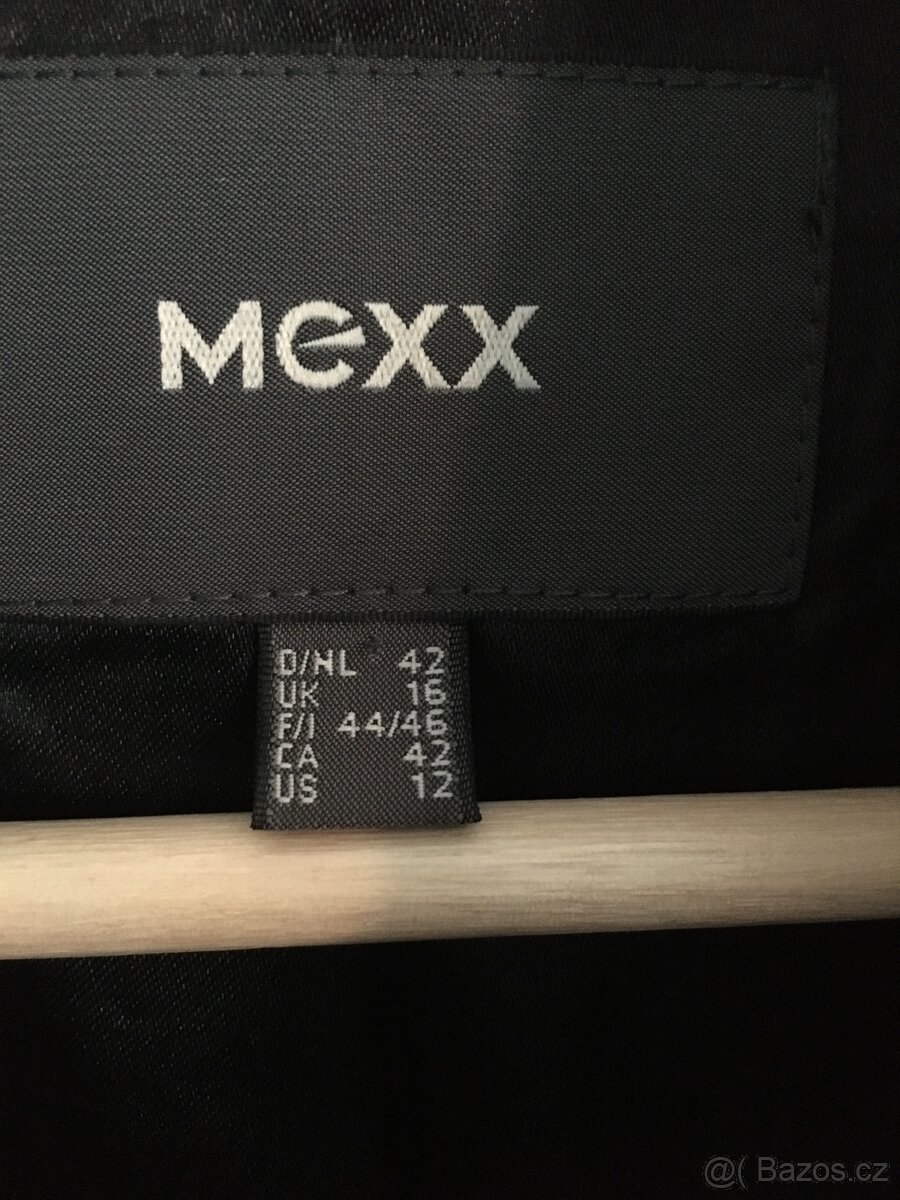 Mexx
D/NL 42
UK 16
F/I 44/46
CA 42
US 12
@( Bazos.cz